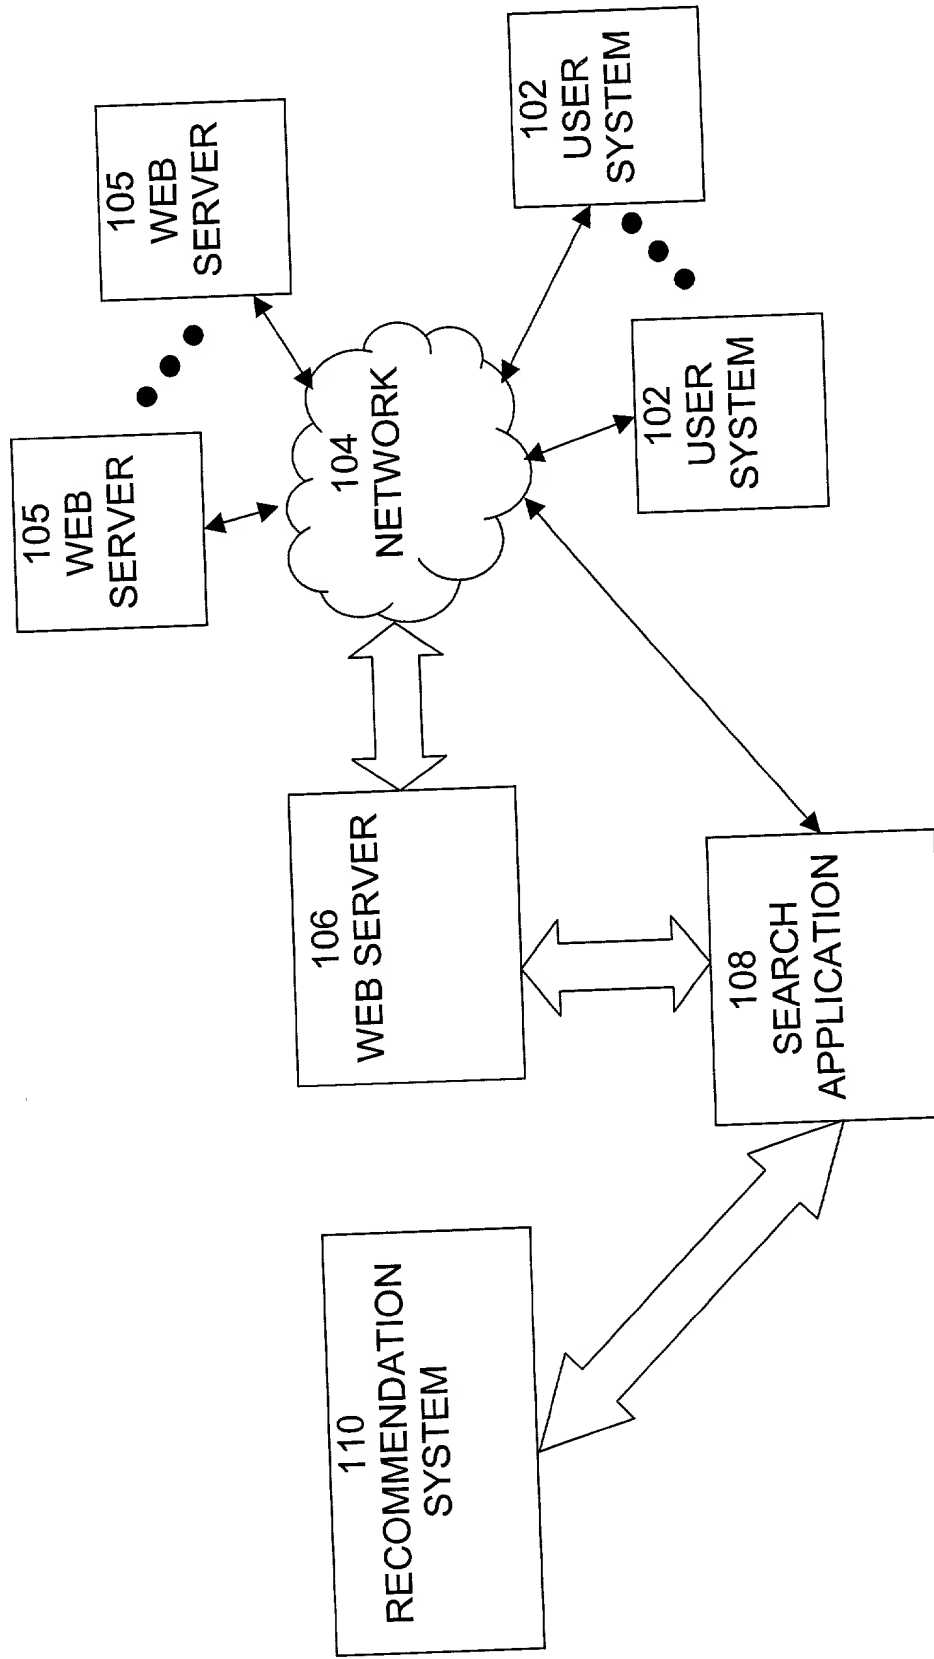 105
WEB
SERVER
105
WEB
SERVER
110
RECOMMENDATION
SYSTEM
106
WEB SERVER
104
NETWORK
108
SEARCH
APPLICATION
102
USER
SYSTEM
102
USER
SYSTEM